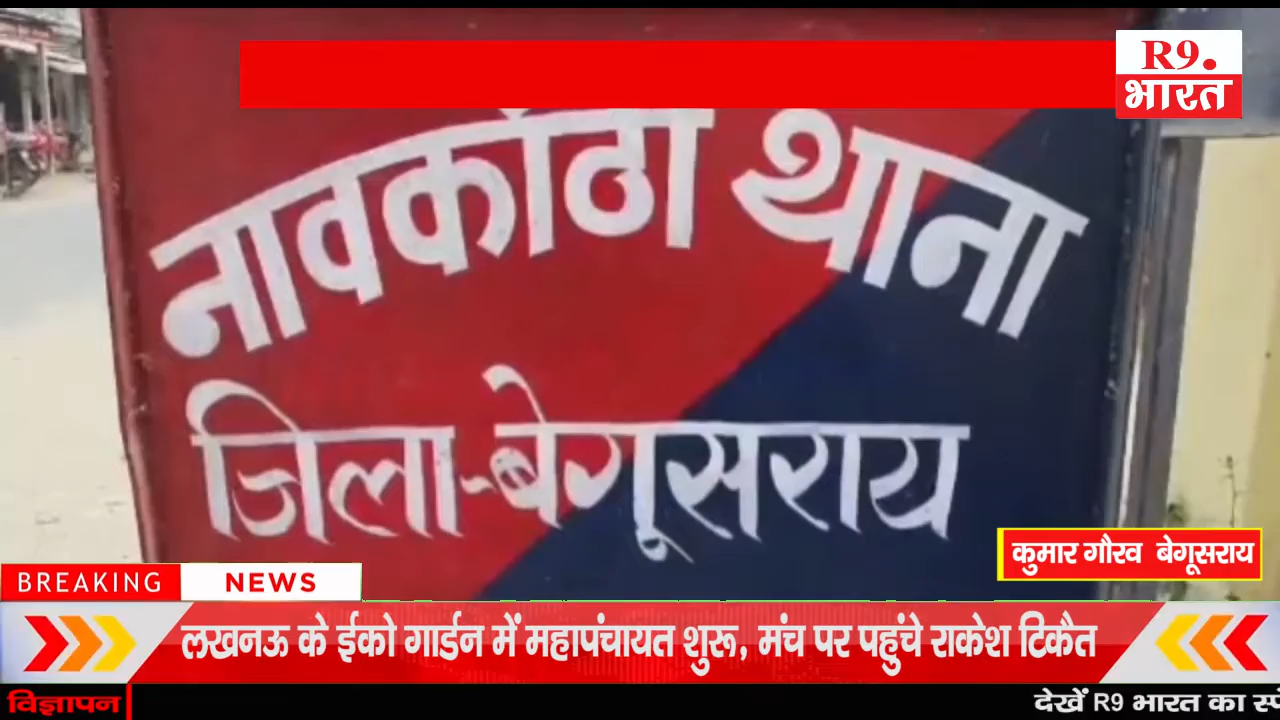 R9.
भारत
नावकोठी थाना
जिला-बेगूसराय
कुमार गौरव बेगूसराय
BREAKING NEWS
लखनऊ के ईको गार्डन में महापंचायत शुरू, मंच पर पहुंचे राकेश टिकैत
विज्ञापन
देखें R9 भारत का